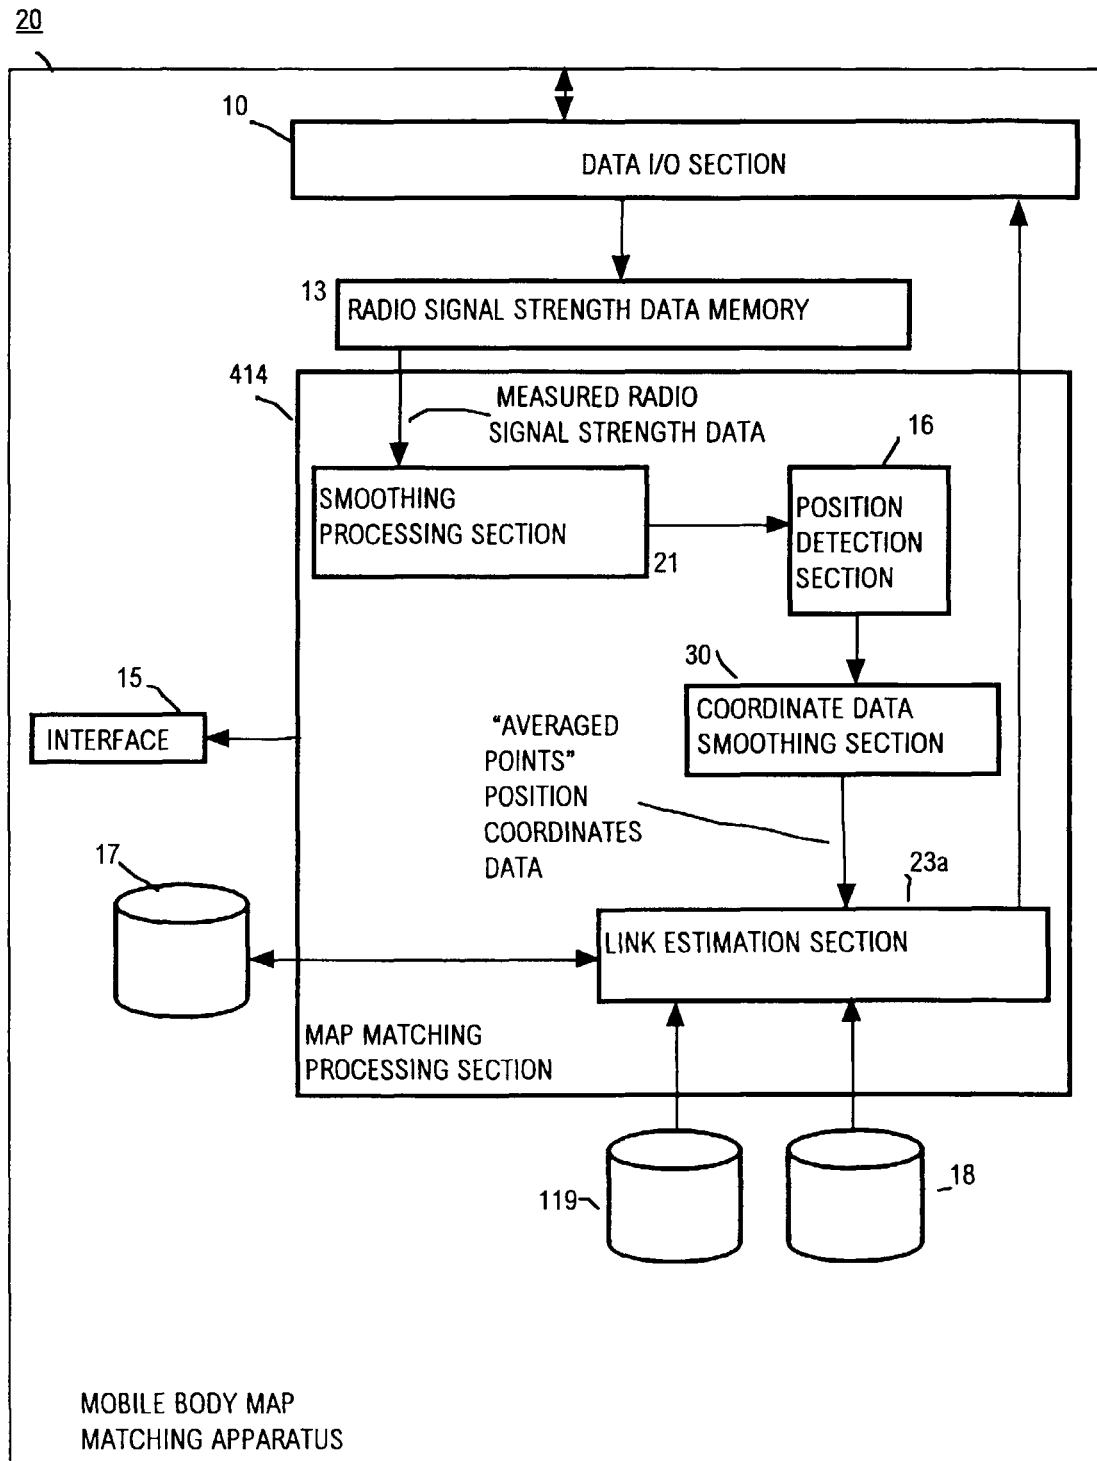 20
10
DATA I/O SECTION
13
RADIO SIGNAL STRENGTH DATA MEMORY
414
MEASURED RADIO
SIGNAL STRENGTH DATA
16
SMOOTHING
PROCESSING SECTION
21
POSITION
DETECTION
SECTION
30
COORDINATE DATA
SMOOTHING SECTION
15
INTERFACE
"AVERAGED
POINTS"
POSITION
COORDINATES
DATA
17
23a
LINK ESTIMATION SECTION
MAP MATCHING
PROCESSING SECTION
119
18
MOBILE BODY MAP
MATCHING APPARATUS